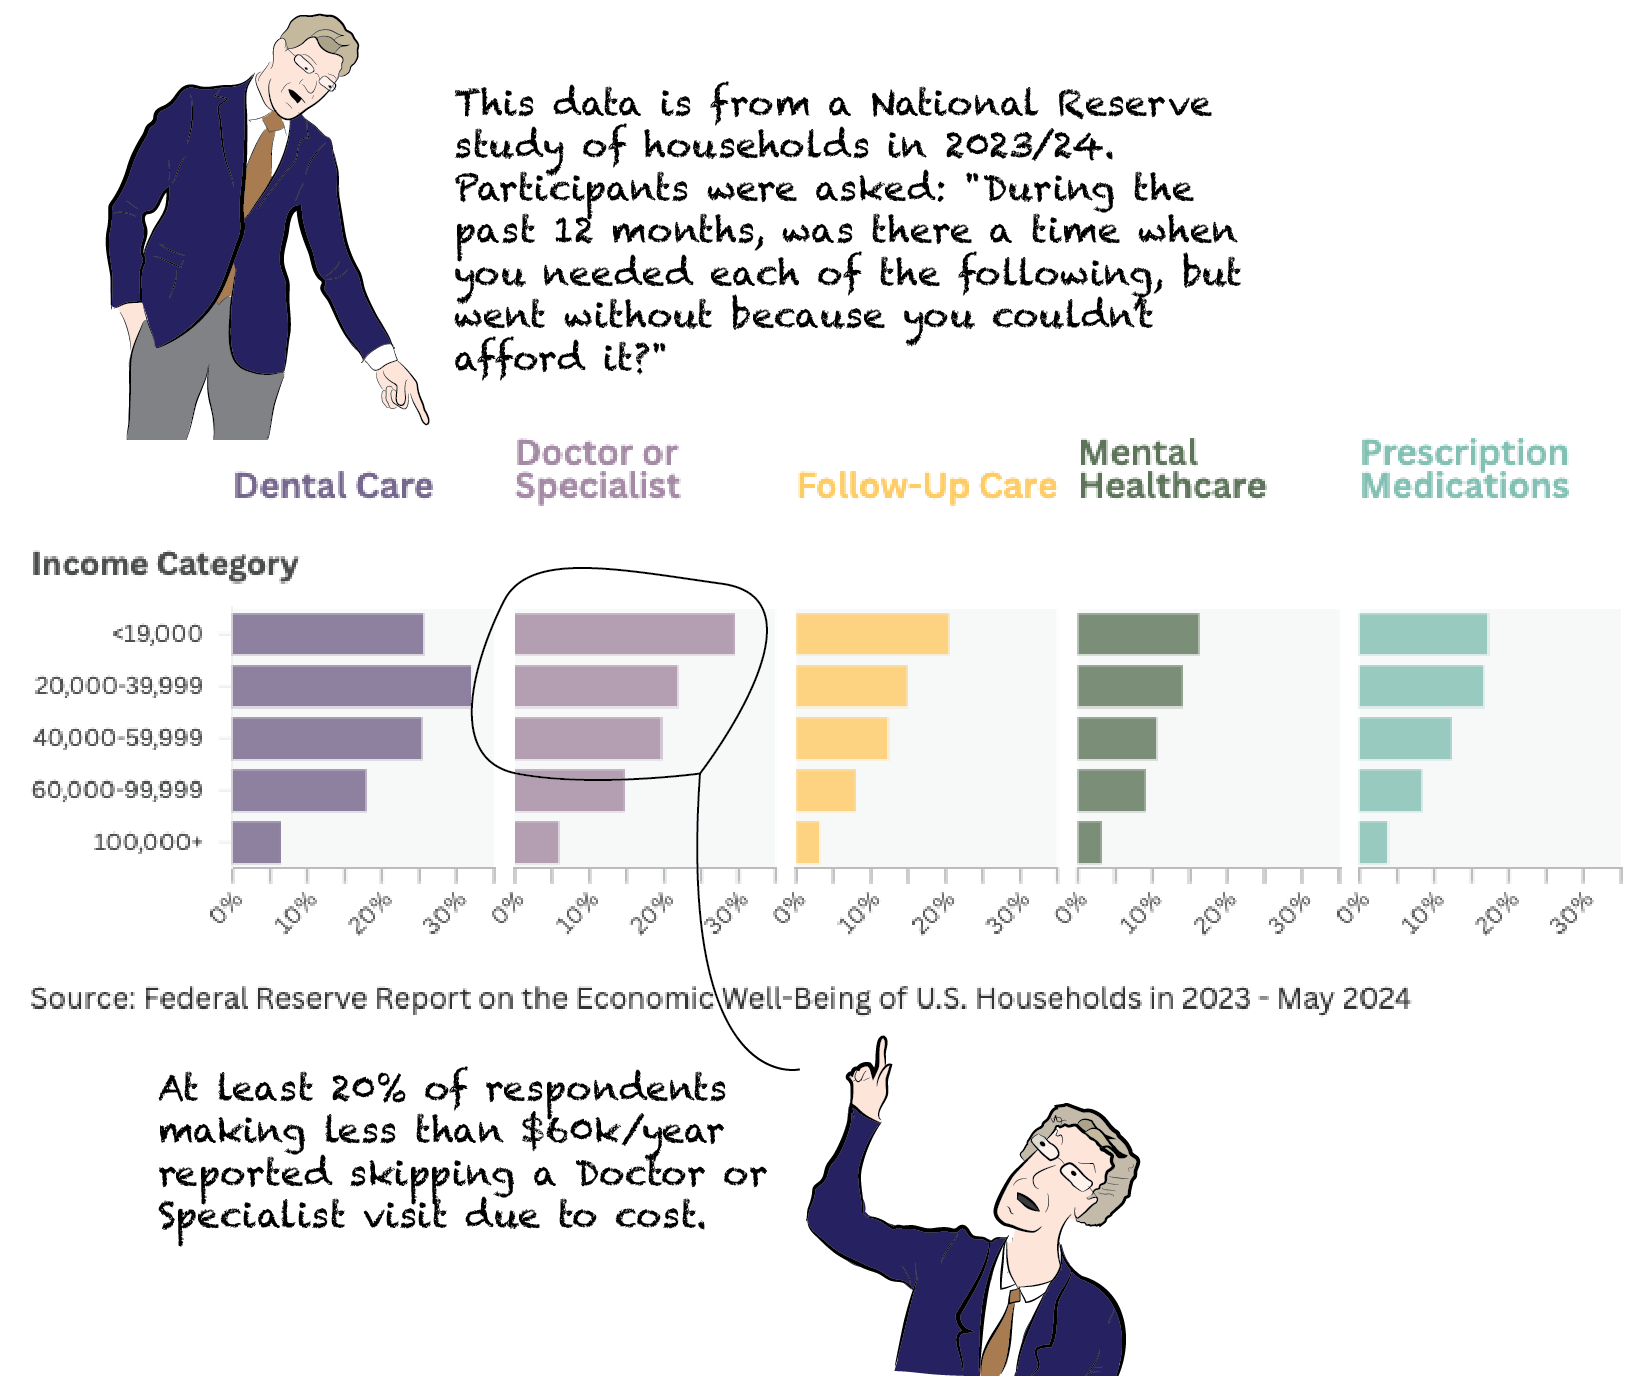 This data is from a National Reserve
study of households in 2023/24.
Participants were asked: "During the
past 12 months, was there a time when
you needed each of the following, but
went without because you couldn't
afford it?"
Dental Care
Doctor or
Specialist
Follow-Up Care
Mental
Healthcare
Prescription
Medications
Income Category
<19,000
20,000-39,999
40,000-59,999
60,000-99,999
100,000+
0% 10% 20% 30% 0% 10% 20% 30% 0% 10% 20% 30% 0% 10% 20% 30% 0% 10% 20% 30%
Source: Federal Reserve Report on the Economic Well-Being of U.S. Households in 2023 - May 2024
At least 20% of respondents
making less than $60k/year
reported skipping a Doctor or
Specialist visit due to cost.